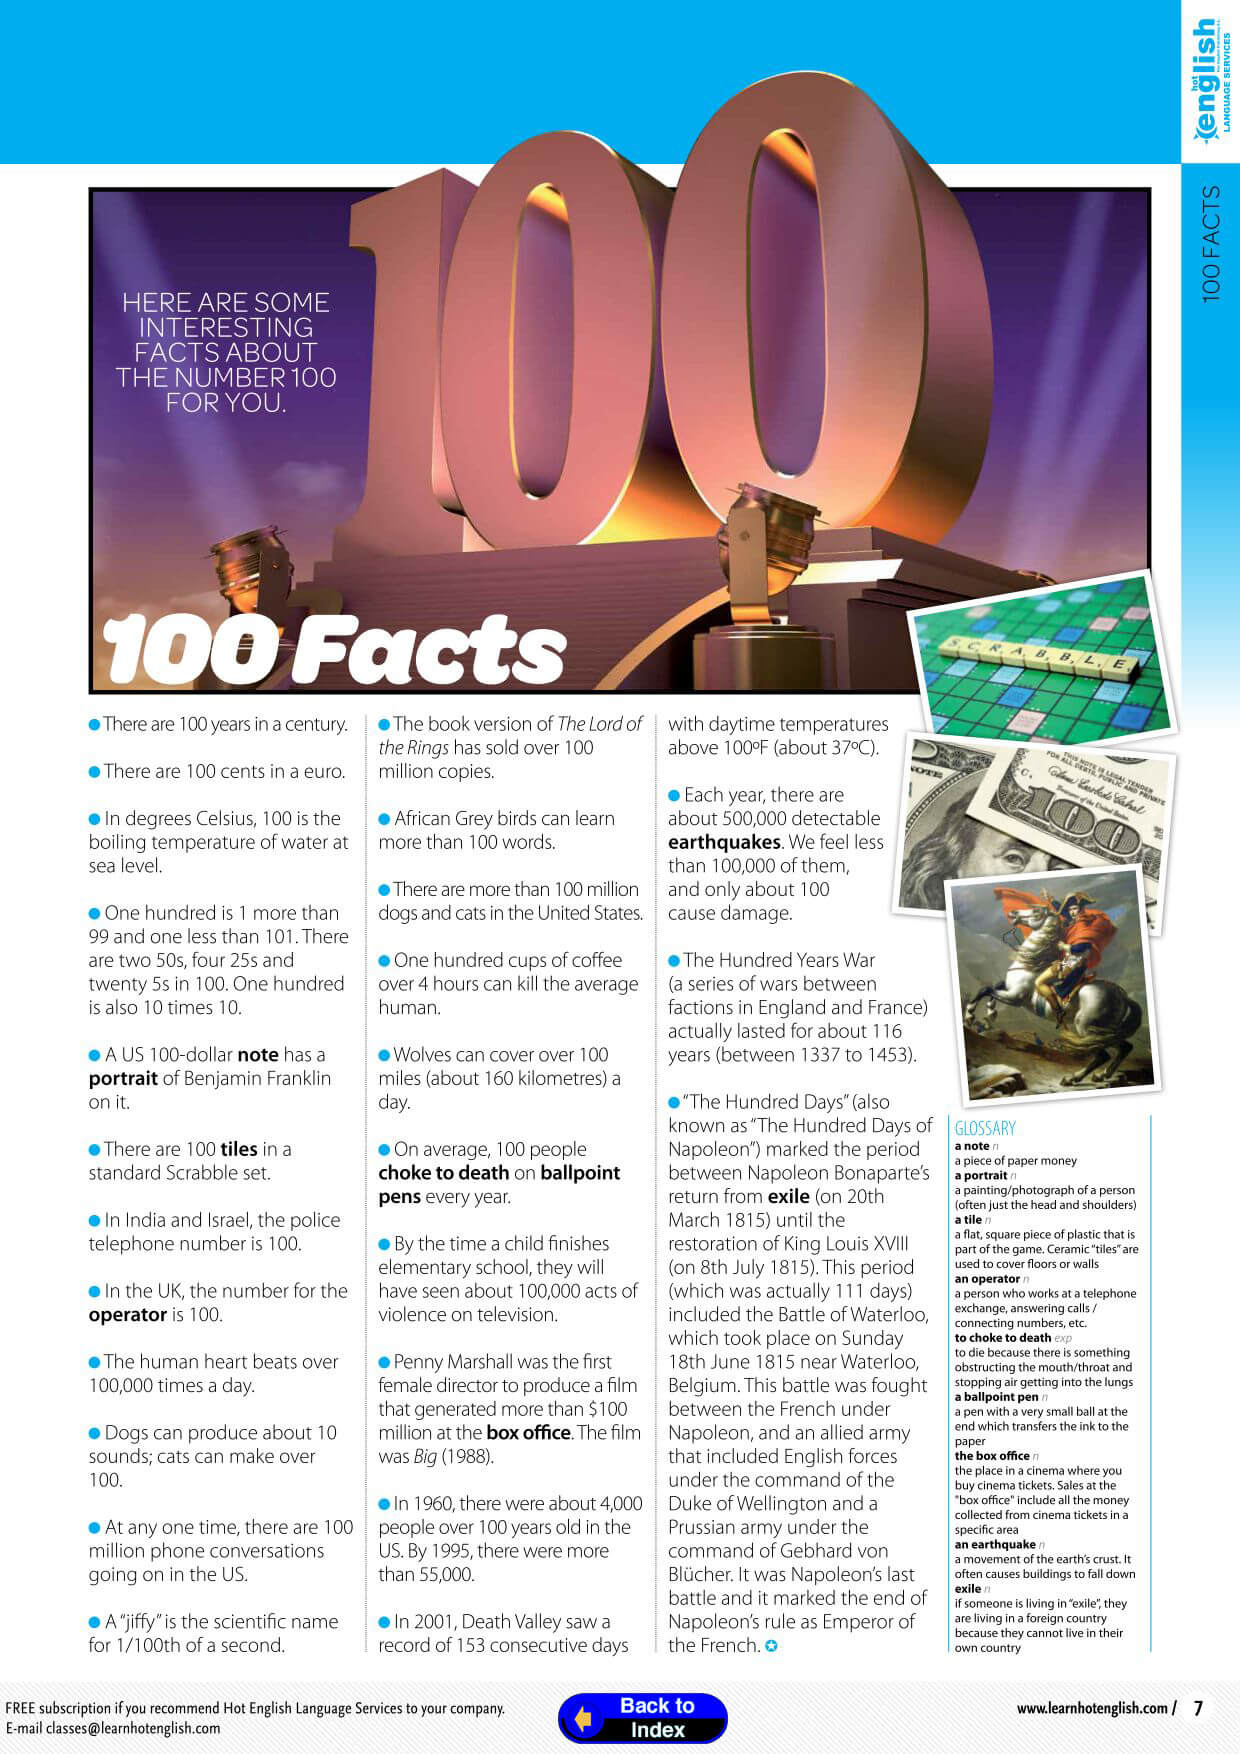 hot
english
LANGUAGE SERVICES
100 FACTS
HERE ARE SOME
INTERESTING
FACTS ABOUT
THE NUMBER 100
FOR YOU.
100 Facts
SCRABBLE
NOTE
THIS NOTE IS LEGAL TENDER
FOR ALL DEBTS, PUBLIC AND PRIVATE
Treasurer of the United States.
100
There are 100 years in a century.
There are 100 cents in a euro.
In degrees Celsius, 100 is the
boiling temperature of water at
sea level.
One hundred is 1 more than
99 and one less than 101. There
are two 50s, four 25s and
twenty 5s in 100. One hundred
is also 10 times 10.
A US 100-dollar note has a
portrait of Benjamin Franklin
on it.
There are 100 tiles in a
standard Scrabble set.
In India and Israel, the police
telephone number is 100.
In the UK, the number for the
operator is 100.
The human heart beats over
100,000 times a day.
Dogs can produce about 10
sounds; cats can make over
100.
At any one time, there are 100
million phone conversations
going on in the US.
A “jiffy” is the scientific name
for 1/100th of a second.
The book version of The Lord of
the Rings has sold over 100
million copies.
African Grey birds can learn
more than 100 words.
There are more than 100 million
dogs and cats in the United States.
One hundred cups of coffee
over 4 hours can kill the average
human.
Wolves can cover over 100
miles (about 160 kilometres) a
day.
On average, 100 people
choke to death on ballpoint
pens every year.
By the time a child finishes
elementary school, they will
have seen about 100,000 acts of
violence on television.
Penny Marshall was the first
female director to produce a film
that generated more than $100
million at the box office. The film
was Big (1988).
In 1960, there were about 4,000
people over 100 years old in the
US. By 1995, there were more
than 55,000.
In 2001, Death Valley saw a
record of 153 consecutive days
with daytime temperatures
above 100ºF (about 37ºC).
Each year, there are
about 500,000 detectable
earthquakes. We feel less
than 100,000 of them,
and only about 100
cause damage.
The Hundred Years War
(a series of wars between
factions in England and France)
actually lasted for about 116
years (between 1337 to 1453).
“The Hundred Days” (also
known as “The Hundred Days of
Napoleon”) marked the period
between Napoleon Bonaparte’s
return from exile (on 20th
March 1815) until the
restoration of King Louis XVIII
(on 8th July 1815). This period
(which was actually 111 days)
included the Battle of Waterloo,
which took place on Sunday
18th June 1815 near Waterloo,
Belgium. This battle was fought
between the French under
Napoleon, and an allied army
that included English forces
under the command of the
Duke of Wellington and a
Prussian army under the
command of Gebhard von
Blücher. It was Napoleon’s last
battle and it marked the end of
Napoleon’s rule as Emperor of
the French.
GLOSSARY
a note n
a piece of paper money
a portrait n
a painting/photograph of a person
(often just the head and shoulders)
a tile n
a flat, square piece of plastic that is
part of the game. Ceramic “tiles” are
used to cover floors or walls
an operator n
a person who works at a telephone
exchange, answering calls /
connecting numbers, etc.
to choke to death exp
to die because there is something
obstructing the mouth/throat and
stopping air getting into the lungs
a ballpoint pen n
a pen with a very small ball at the
end which transfers the ink to the
paper
the box office n
the place in a cinema where you
buy cinema tickets. Sales at the
"box office" include all the money
collected from cinema tickets in a
specific area
an earthquake n
a movement of the earth’s crust. It
often causes buildings to fall down
exile n
if someone is living in “exile”, they
are living in a foreign country
because they cannot live in their
own country
FREE subscription if you recommend Hot English Language Services to your company.
E-mail classes@learnhotenglish.com
Back to
Index
www.learnhotenglish.com / 7